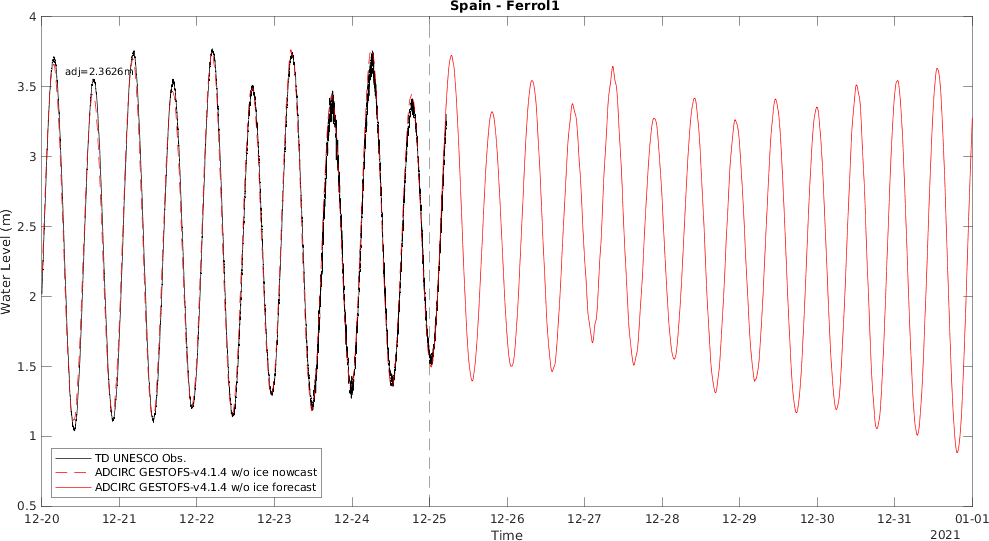 Spain - Ferrol1
4
adj=2.3626m
3.5
3
2.5
2
1.5
1
0.5
Water Level (m)
TD UNESCO Obs.
ADCIRC GESTOFS-v4.1.4 w/o ice nowcast
ADCIRC GESTOFS-v4.1.4 w/o ice forecast
12-20 12-21 12-22 12-23 12-24 12-25 12-26 12-27 12-28 12-29 12-30 12-31 01-01
Time
2021